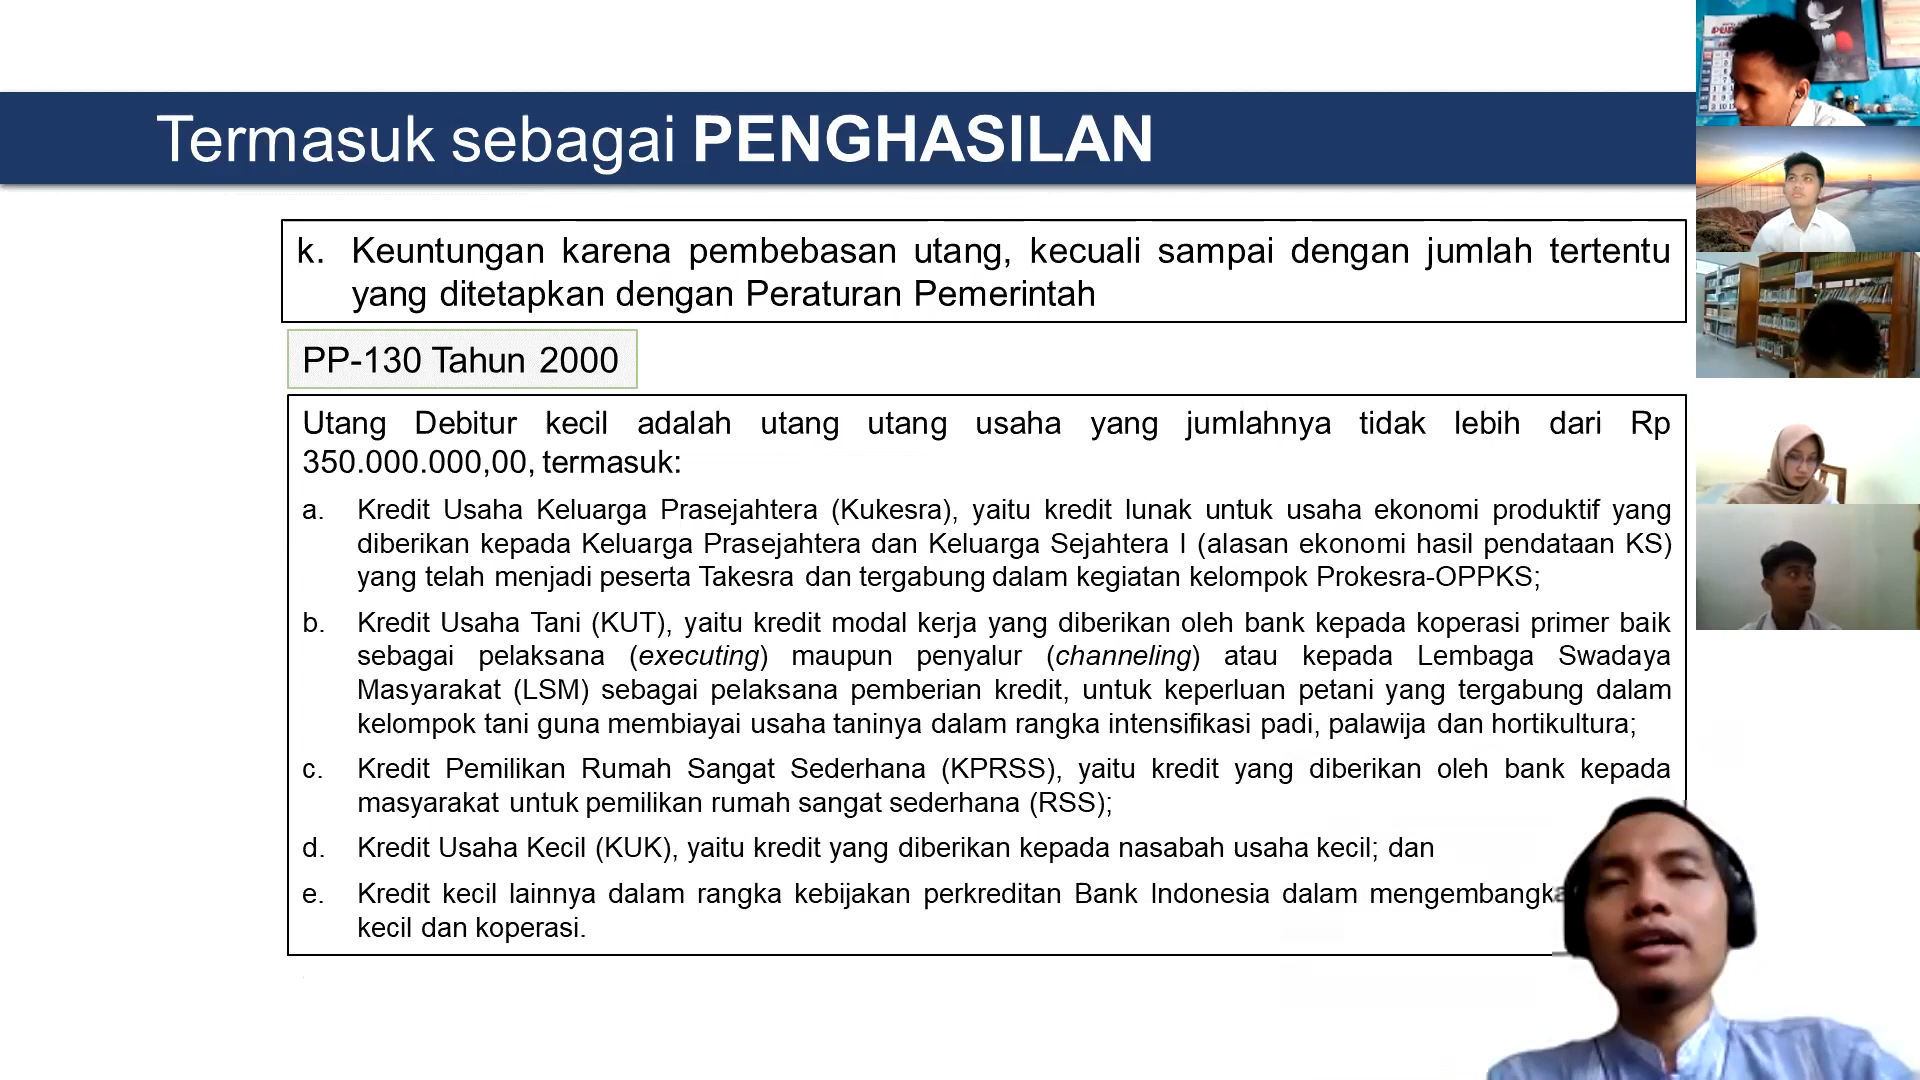 Termasuk sebagai PENGHASILAN
k. Keuntungan karena pembebasan utang, kecuali sampai dengan jumlah tertentu
yang ditetapkan dengan Peraturan Pemerintah
PP-130 Tahun 2000
Utang Debitur kecil adalah utang utang usaha yang jumlahnya tidak lebih dari Rp
350.000.000,00, termasuk:
a. Kredit Usaha Keluarga Prasejahtera (Kukesra), yaitu kredit lunak untuk usaha ekonomi produktif yang
diberikan kepada Keluarga Prasejahtera dan Keluarga Sejahtera I (alasan ekonomi hasil pendataan KS)
yang telah menjadi peserta Takesra dan tergabung dalam kegiatan kelompok Prokesra-OPPKS;
b. Kredit Usaha Tani (KUT), yaitu kredit modal kerja yang diberikan oleh bank kepada koperasi primer baik
sebagai pelaksana (executing) maupun penyalur (channeling) atau kepada Lembaga Swadaya
Masyarakat (LSM) sebagai pelaksana pemberian kredit, untuk keperluan petani yang tergabung dalam
kelompok tani guna membiayai usaha taninya dalam rangka intensifikasi padi, palawija dan hortikultura;
c. Kredit Pemilikan Rumah Sangat Sederhana (KPRSS), yaitu kredit yang diberikan oleh bank kepada
masyarakat untuk pemilikan rumah sangat sederhana (RSS);
d. Kredit Usaha Kecil (KUK), yaitu kredit yang diberikan kepada nasabah usaha kecil; dan
e. Kredit kecil lainnya dalam rangka kebijakan perkreditan Bank Indonesia dalam mengembangka
kecil dan koperasi.